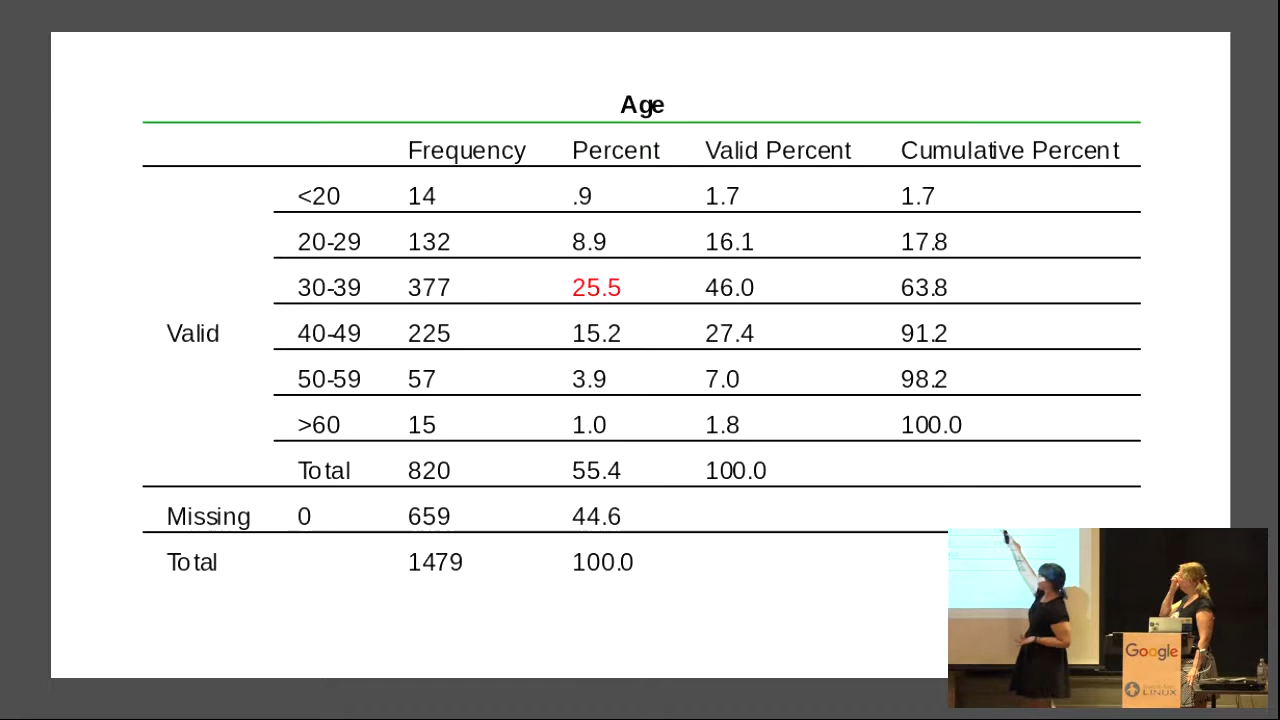 Age
Frequency Percent Valid Percent Cumulative Percent
<20 14 .9 1.7 1.7
20-29 132 8.9 16.1 17.8
30-39 377 25.5 46.0 63.8
Valid 40-49 225 15.2 27.4 91.2
50-59 57 3.9 7.0 98.2
>60 15 1.0 1.8 100.0
Total 820 55.4 100.0
Missing 0 659 44.6
Total 1479 100.0
Google
LINUX